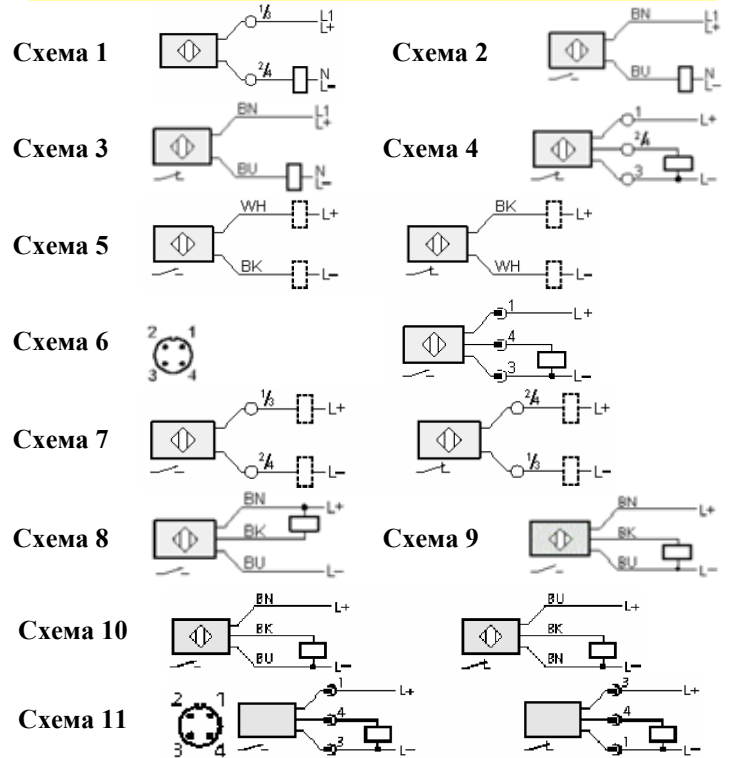 Схема 1 1/3 L1 L+ 2/4 N L−
Схема 2 BN L1 L+ BU N L−
Схема 3 BN L1 L+ BU N L−
Схема 4 1 L+ 2/4 3 L−
Схема 5 WH L+ BK L− BK L+ WH L−
Схема 6 2 1 3 4 1 L+ 4 3 L−
Схема 7 1/3 L+ 2/4 L− 2/4 L+ 1/3 L−
Схема 8 BN L+ BK BU L−
Схема 9 BN L+ BK BU L−
Схема 10 BN L+ BK BU L− BU L+ BK BN L−
Схема 11 2 1 3 4 1 L+ 4 3 L− 3 L+ 4 1 L−